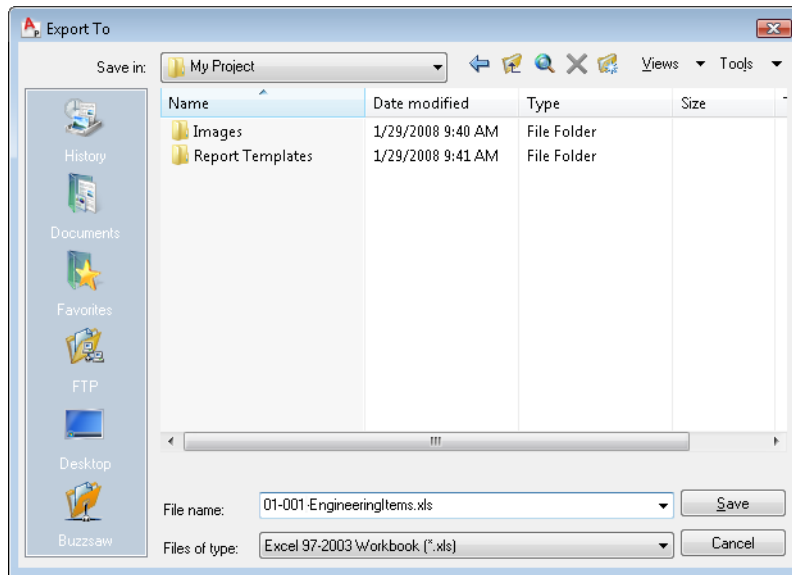 Export To
Save in: My Project Views Tools
Name Date modified Type Size
Images 1/29/2008 9:40 AM File Folder
Report Templates 1/29/2008 9:41 AM File Folder
History
Documents
Favorites
FTP
Desktop
Buzzsaw
File name: 01-001-EngineeringItems.xls Save
Files of type: Excel 97-2003 Workbook (*.xls) Cancel